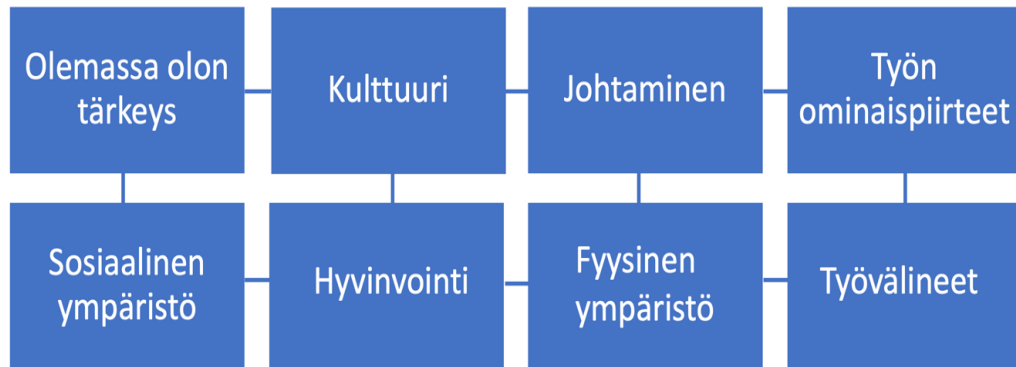 Olemassa olon
tärkeys
Kulttuuri
Johtaminen
Työn
ominaispiirteet
Sosiaalinen
ympäristö
Hyvinvointi
Fyysinen
ympäristö
Työvälineet